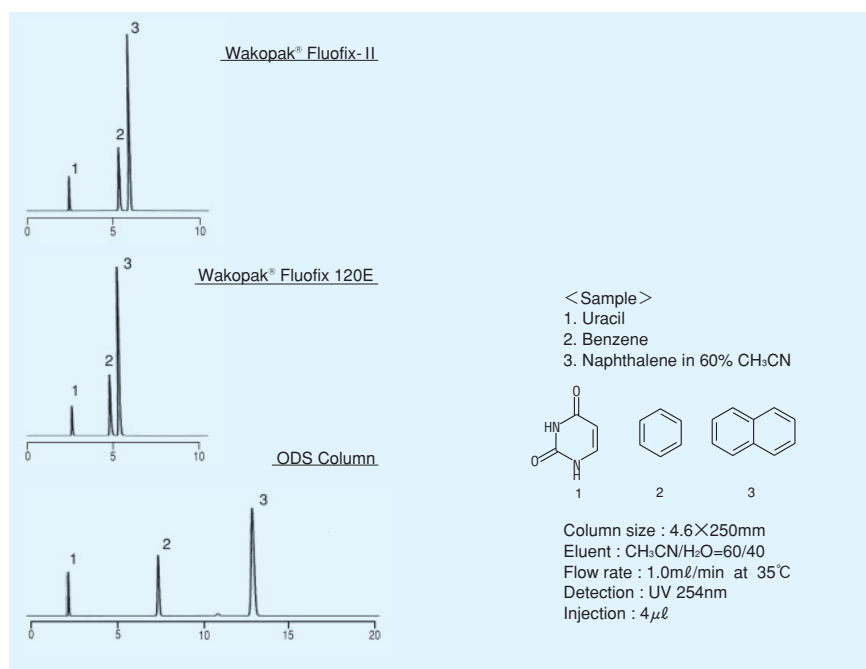 Wakopak® Fluofix-II
3
2
1
0 5 10
Wakopak® Fluofix 120E
3
2
1
0 5 10
ODS Column
3
2
1
0 5 10 15 20
＜Sample＞
1. Uracil
2. Benzene
3. Naphthalene in 60% CH₃CN
O
HN
O
N
H
1 2 3
Column size : 4.6×250mm
Eluent : CH₃CN/H₂O=60/40
Flow rate : 1.0mℓ/min at 35℃
Detection : UV 254nm
Injection : 4μℓ